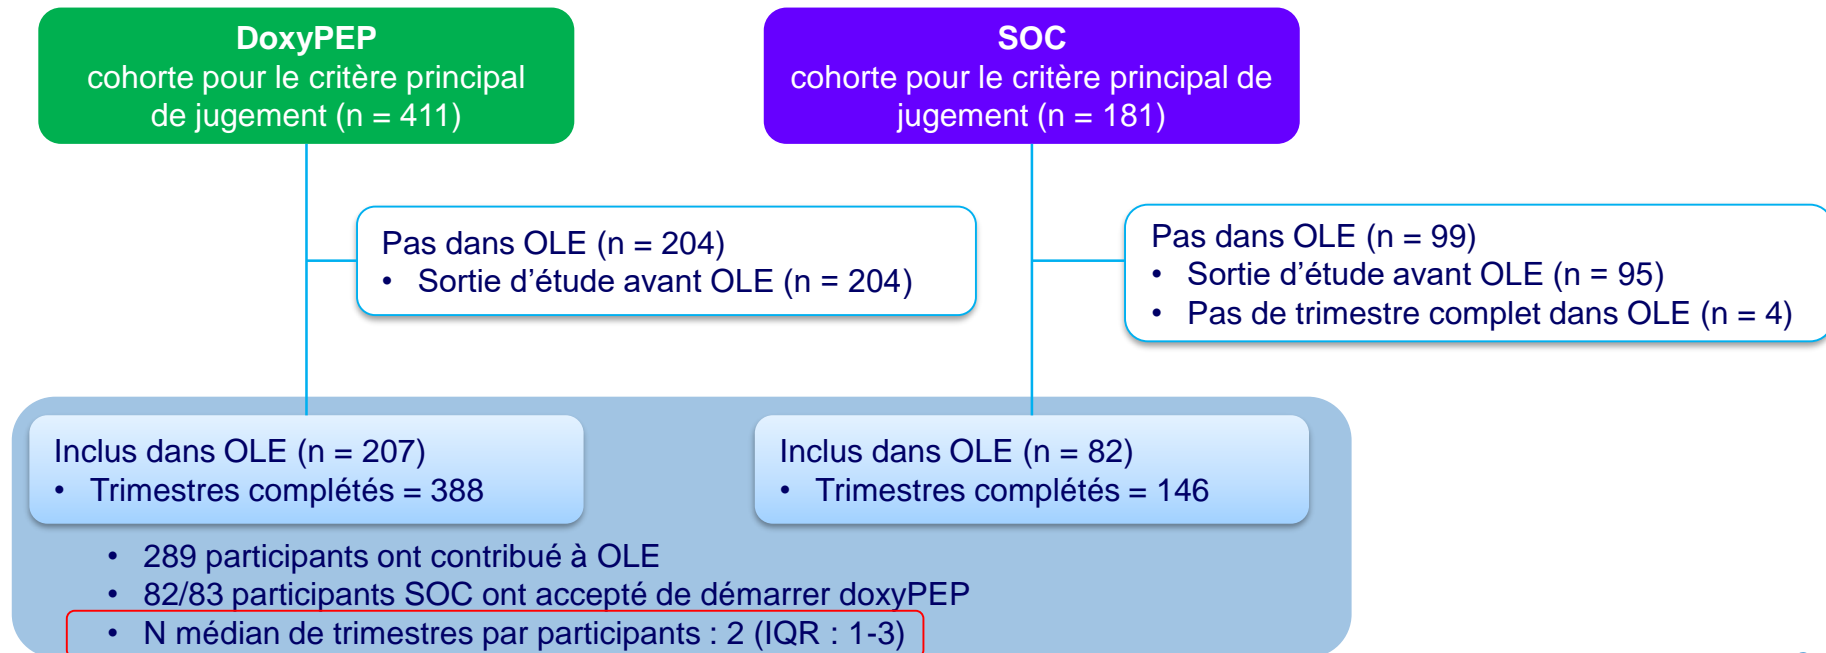 DoxyPEP
cohorte pour le critère principal
de jugement (n = 411)
SOC
cohorte pour le critère principal de
jugement (n = 181)
Pas dans OLE (n = 204)
• Sortie d’étude avant OLE (n = 204)
Pas dans OLE (n = 99)
• Sortie d’étude avant OLE (n = 95)
• Pas de trimestre complet dans OLE (n = 4)
Inclus dans OLE (n = 207)
• Trimestres complétés = 388
Inclus dans OLE (n = 82)
• Trimestres complétés = 146
• 289 participants ont contribué à OLE
• 82/83 participants SOC ont accepté de démarrer doxyPEP
• N médian de trimestres par participants : 2 (IQR : 1-3)